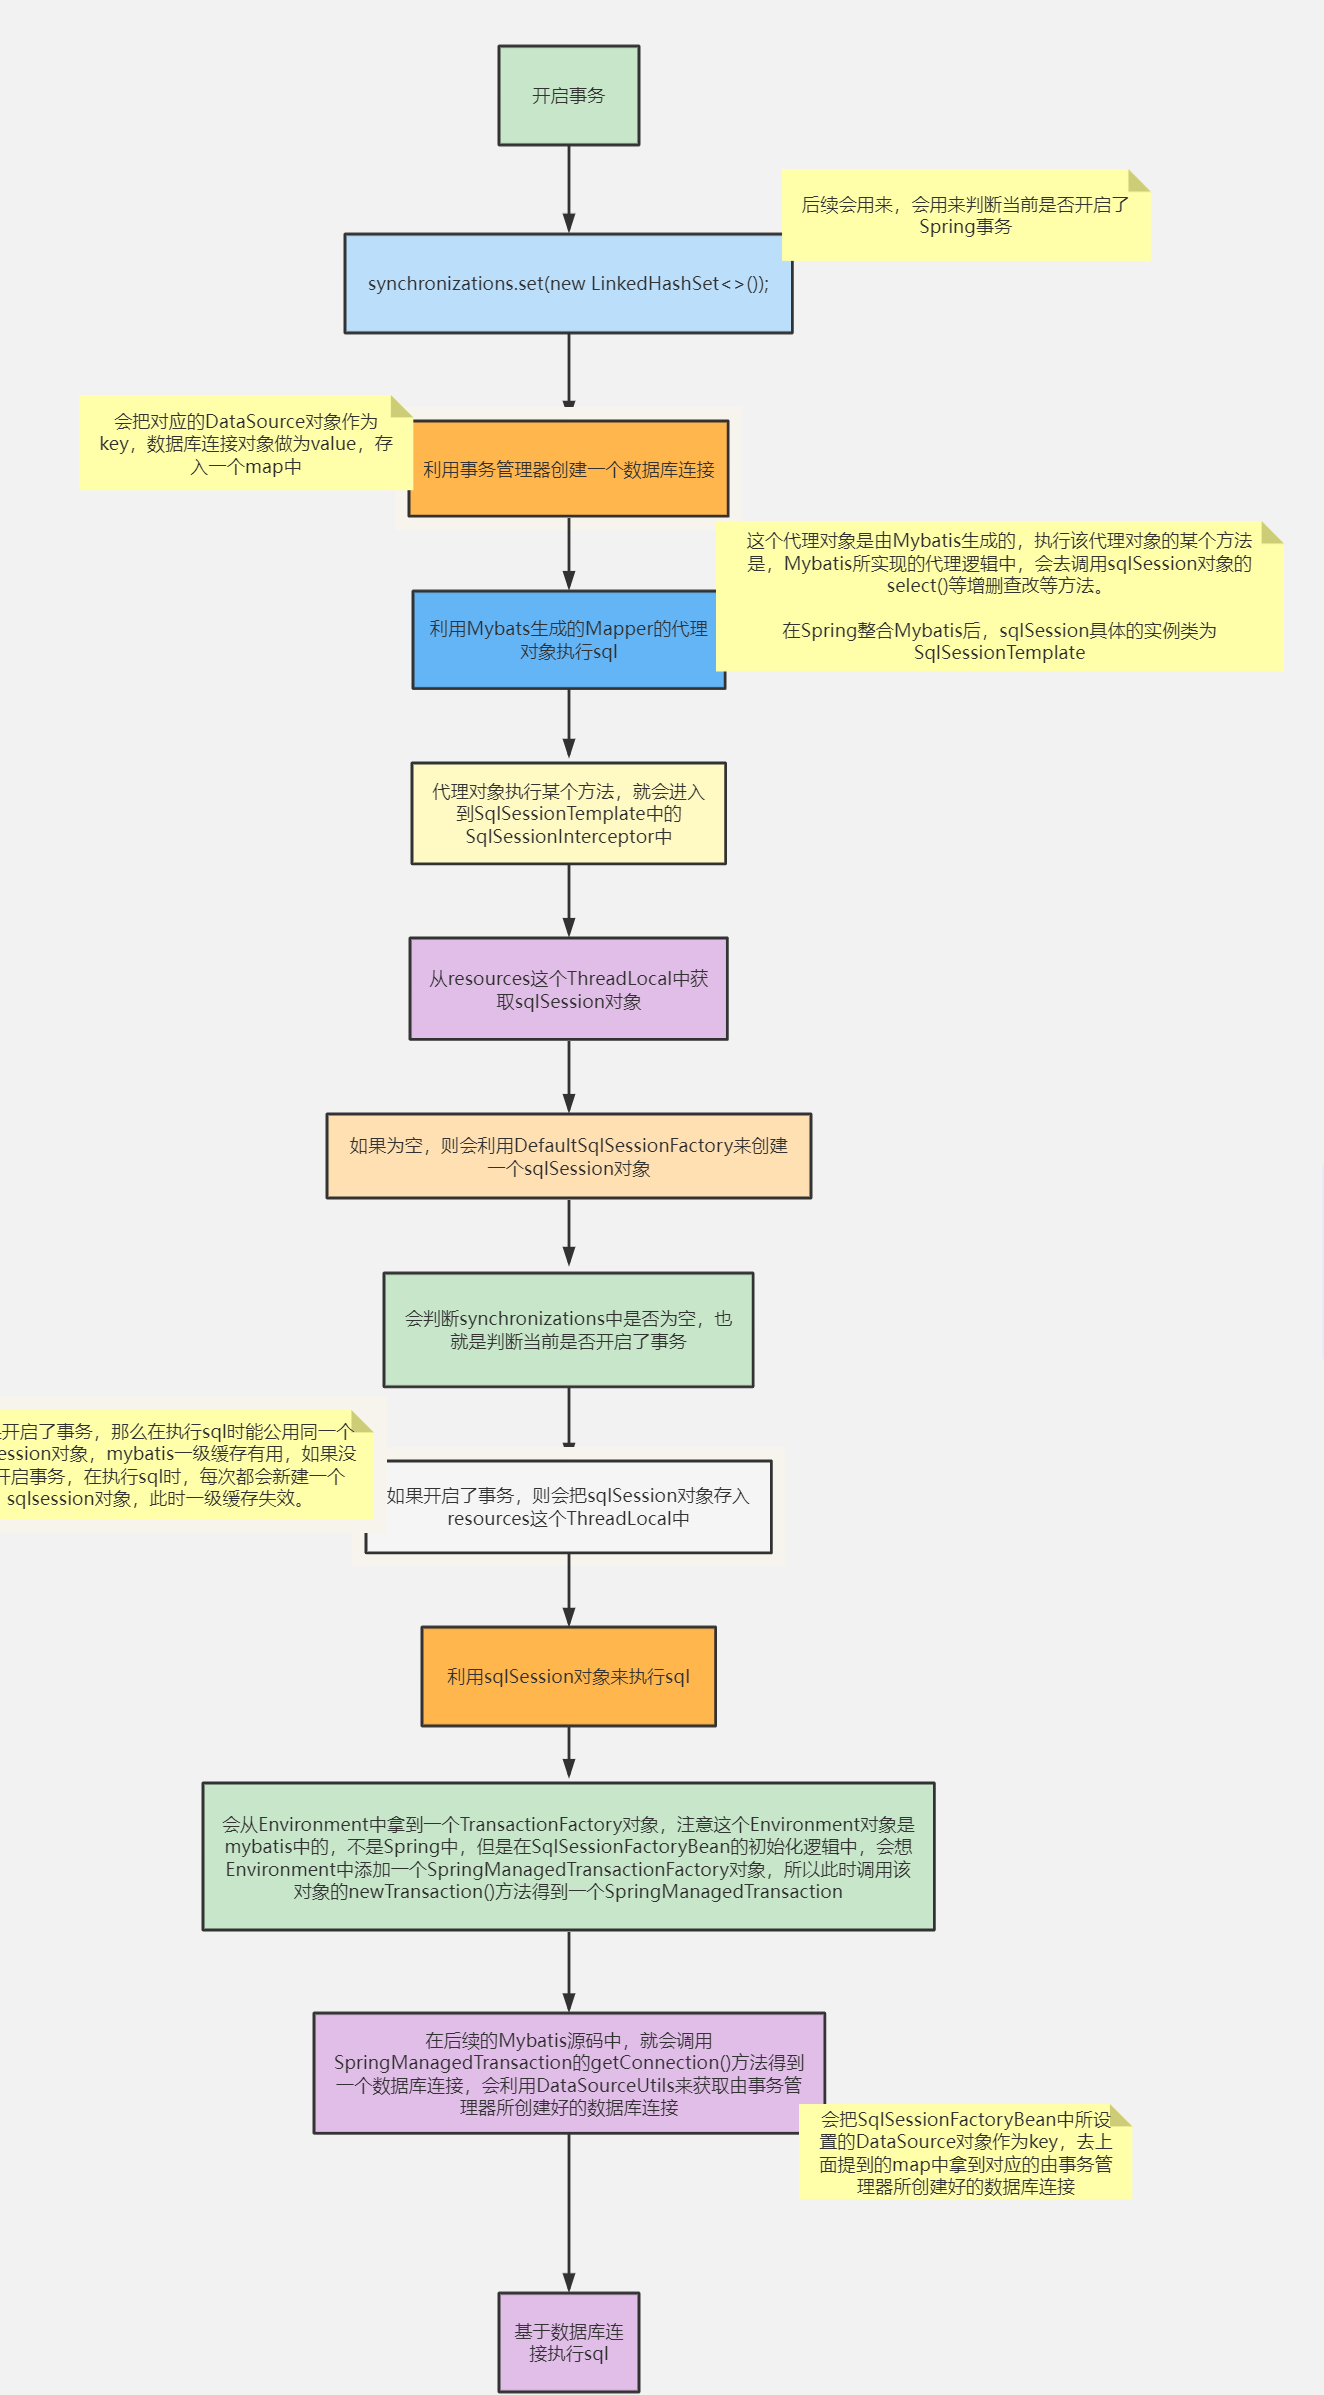 开启事务
后续会用来，会用来判断当前是否开启了
Spring事务
synchronizations.set(new LinkedHashSet<>());
会把对应的DataSource对象作为
key，数据库连接对象做为value，存
入一个map中
利用事务管理器创建一个数据库连接
这个代理对象是由Mybatis生成的，执行该代理对象的某个方法
是，Mybatis所实现的代理逻辑中，会去调用sqlSession对象的
select()等增删查改等方法。
在Spring整合Mybatis后，sqlSession具体的实例类为
SqlSessionTemplate
利用Mybats生成的Mapper的代理
对象执行sql
代理对象执行某个方法，就会进入
到SqlSessionTemplate中的
SqlSessionInterceptor中
从resources这个ThreadLocal中获
取sqlSession对象
如果为空，则会利用DefaultSqlSessionFactory来创建
一个sqlSession对象
会判断synchronizations中是否为空，也
就是判断当前是否开启了事务
开启了事务，那么在执行sql时能公用同一个
ession对象，mybatis一级缓存有用，如果没
开启事务，在执行sql时，每次都会新建一个
sqlsession对象，此时一级缓存失效。
如果开启了事务，则会把sqlSession对象存入
resources这个ThreadLocal中
利用sqlSession对象来执行sql
会从Environment中拿到一个TransactionFactory对象，注意这个Environment对象是
mybatis中的，不是Spring中，但是在SqlSessionFactoryBean的初始化逻辑中，会想
Environment中添加一个SpringManagedTransactionFactory对象，所以此时调用该
对象的newTransaction()方法得到一个SpringManagedTransaction
在后续的Mybatis源码中，就会调用
SpringManagedTransaction的getConnection()方法得到
一个数据库连接，会利用DataSourceUtils来获取由事务管
理器所创建好的数据库连接
会把SqlSessionFactoryBean中所设
置的DataSource对象作为key，去上
面提到的map中拿到对应的由事务管
理器所创建好的数据库连接
基于数据库连
接执行sql